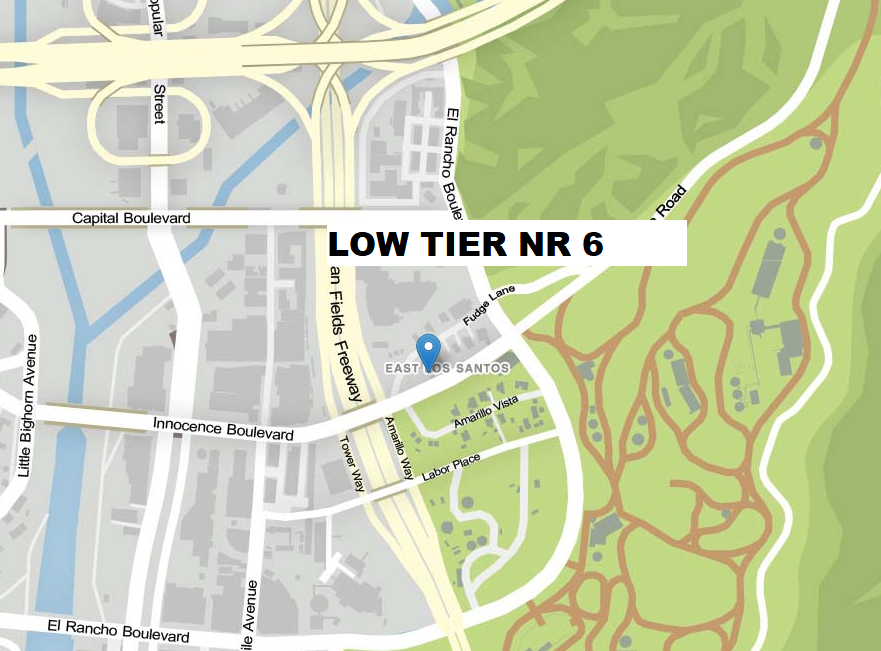 opular
Street
El Rancho Boule
Capital Boulevard
Road
LOW TIER NR 6
an Fields Freeway
Fudge Lane
EAST LOS SANTOS
Little Bighorn Avenue
Innocence Boulevard
Amarillo Vista
Amarillo Way
Tower Way
Labor Place
ile Avenue
El Rancho Boulevard